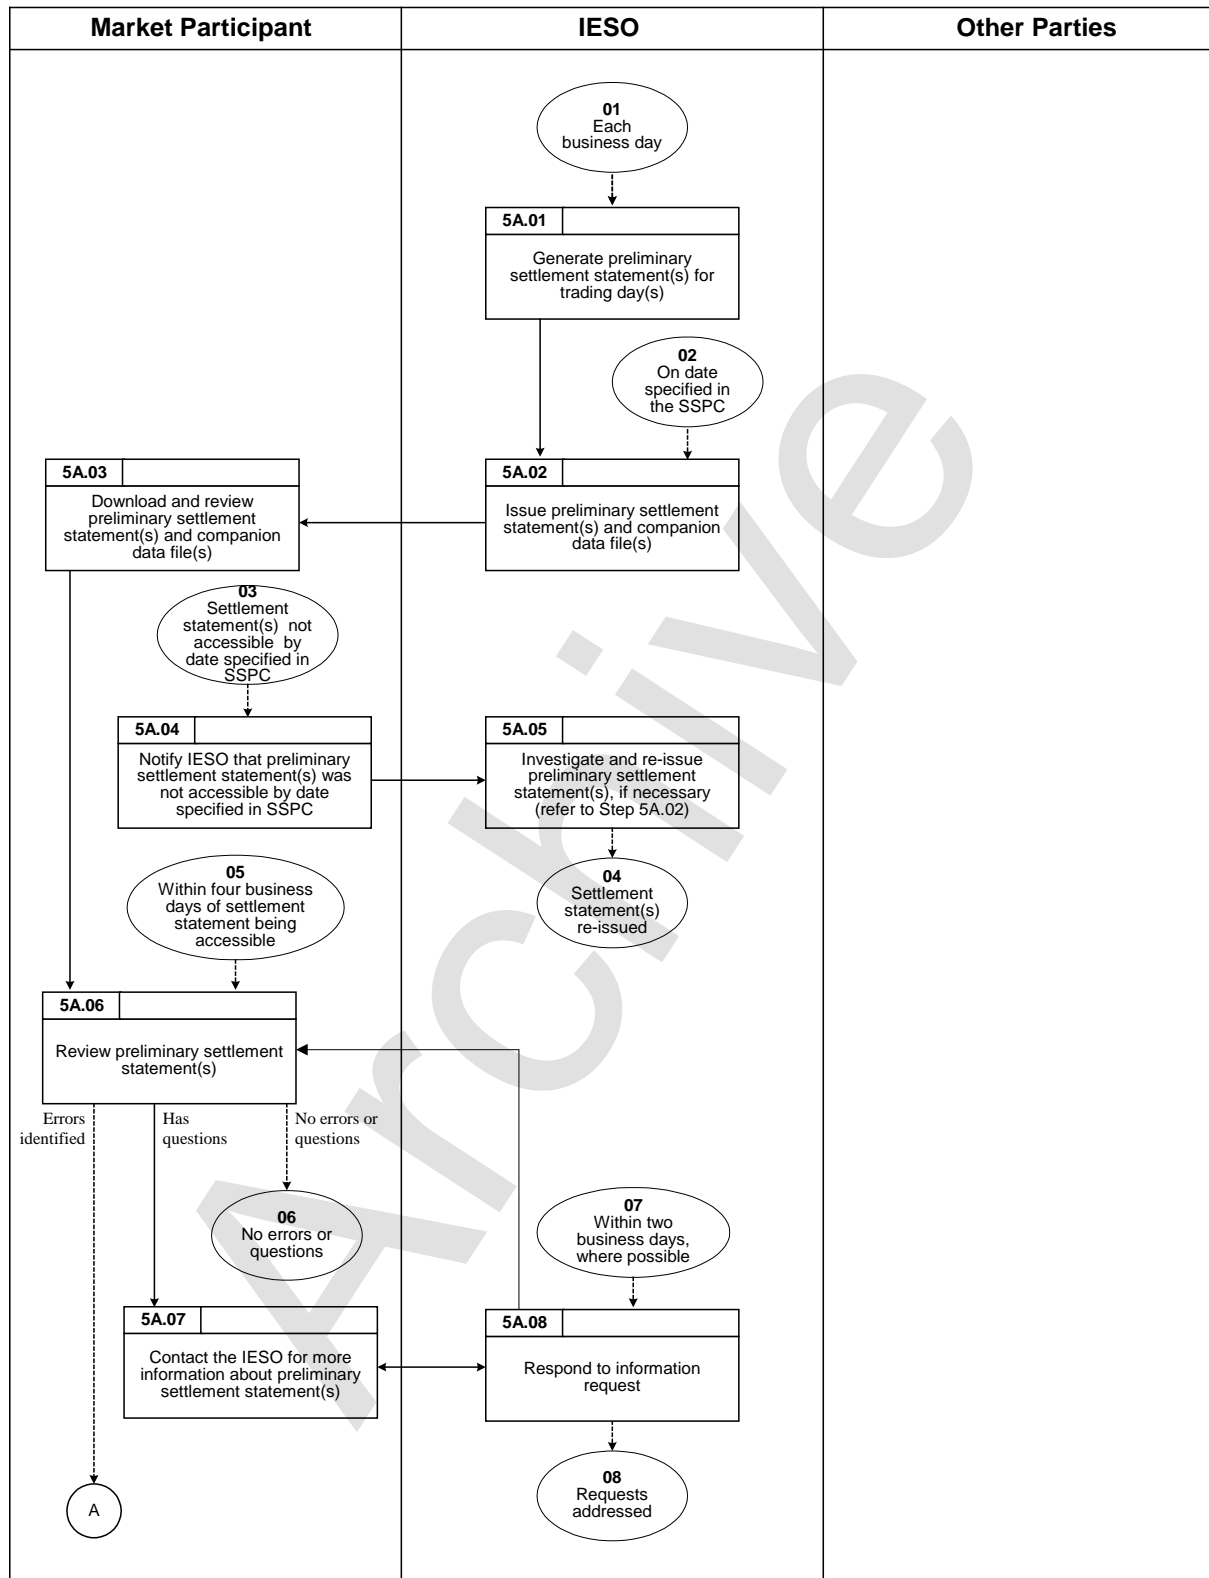 Market Participant
IESO
Other Parties
01
Each
business day
5A.01
Generate preliminary
settlement statement(s) for
trading day(s)
02
On date
specified in
the SSPC
5A.03
Download and review
preliminary settlement
statement(s) and companion
data file(s)
5A.02
Issue preliminary settlement
statement(s) and companion
data file(s)
03
Settlement
statement(s) not
accessible by
date specified in
SSPC
5A.04
Notify IESO that preliminary
settlement statement(s) was
not accessible by date
specified in SSPC
5A.05
Investigate and re-issue
preliminary settlement
statement(s), if necessary
(refer to Step 5A.02)
05
Within four business
days of settlement
statement being
accessible
04
Settlement
statement(s)
re-issued
5A.06
Review preliminary settlement
statement(s)
Errors
identified
Has
questions
No errors or
questions
06
No errors or
questions
07
Within two
business days,
where possible
5A.07
Contact the IESO for more
information about preliminary
settlement statement(s)
5A.08
Respond to information
request
08
Requests
addressed
A
Archive